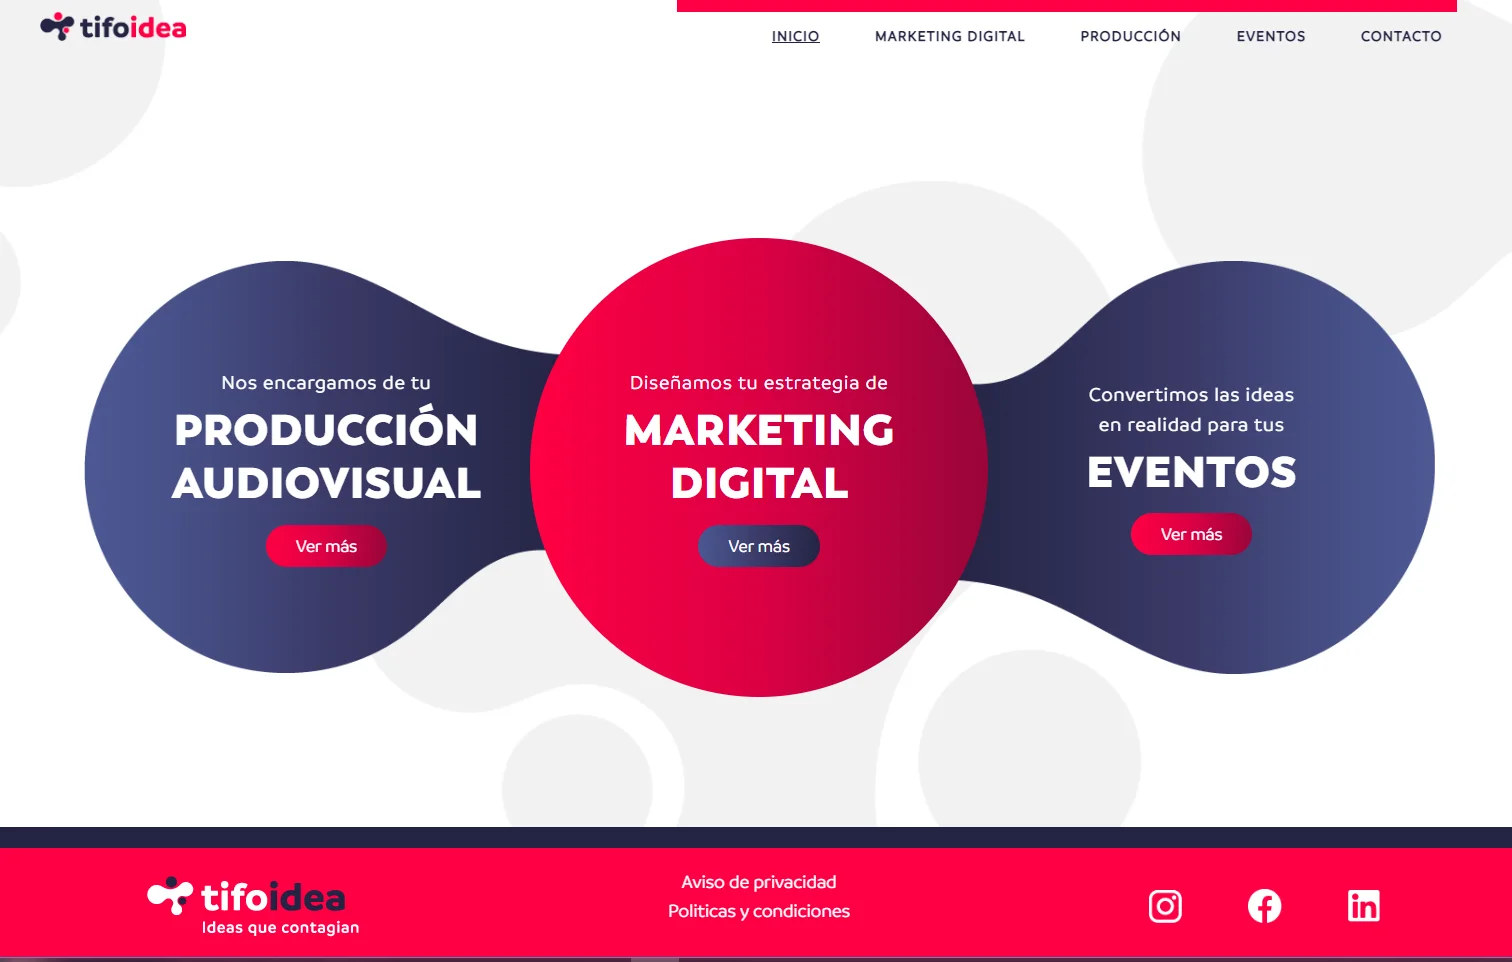 tifoidea
INICIO
MARKETING DIGITAL
PRODUCCIÓN
EVENTOS
CONTACTO
Nos encargamos de tu
PRODUCCIÓN
AUDIOVISUAL
Ver más
Diseñamos tu estrategia de
MARKETING
DIGITAL
Ver más
Convertimos las ideas
en realidad para tus
EVENTOS
Ver más
tifoidea
Ideas que contagian
Aviso de privacidad
Politicas y condiciones